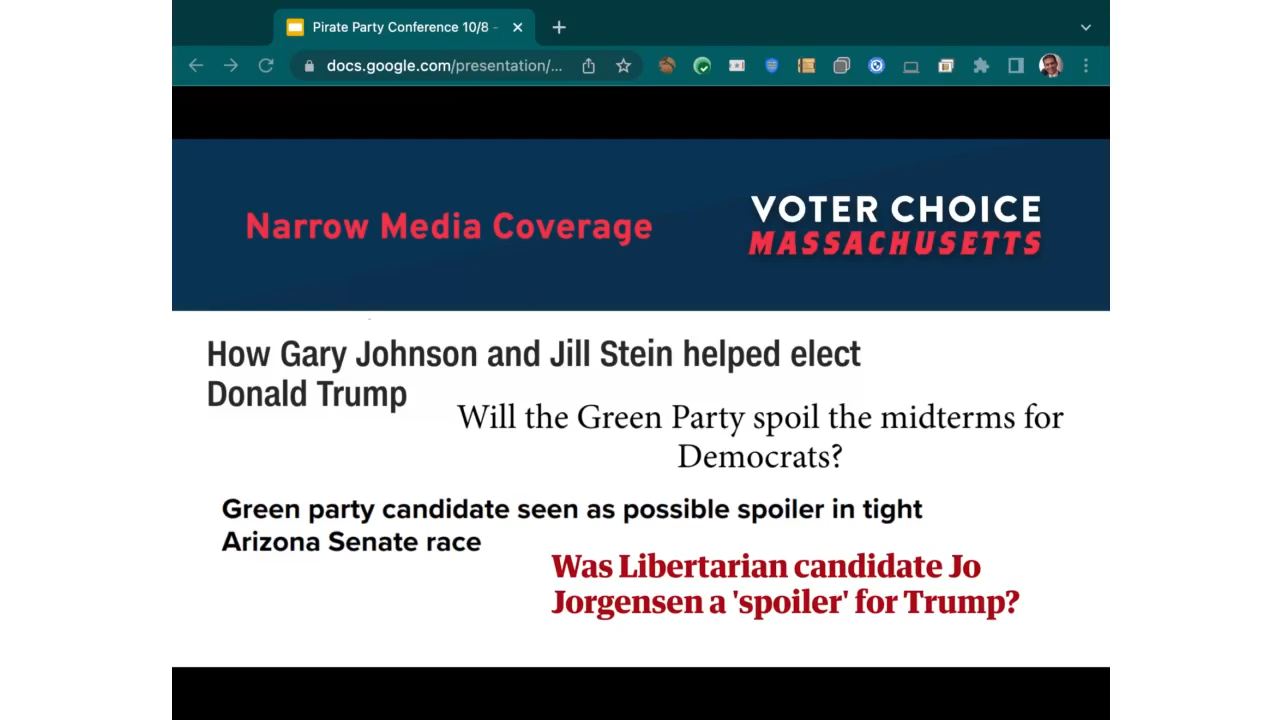 Pirate Party Conference 10/8 -
docs.google.com/presentation/...
Narrow Media Coverage
VOTER CHOICE
MASSACHUSETTS
How Gary Johnson and Jill Stein helped elect
Donald Trump
Will the Green Party spoil the midterms for
Democrats?
Green party candidate seen as possible spoiler in tight
Arizona Senate race
Was Libertarian candidate Jo
Jorgensen a 'spoiler' for Trump?